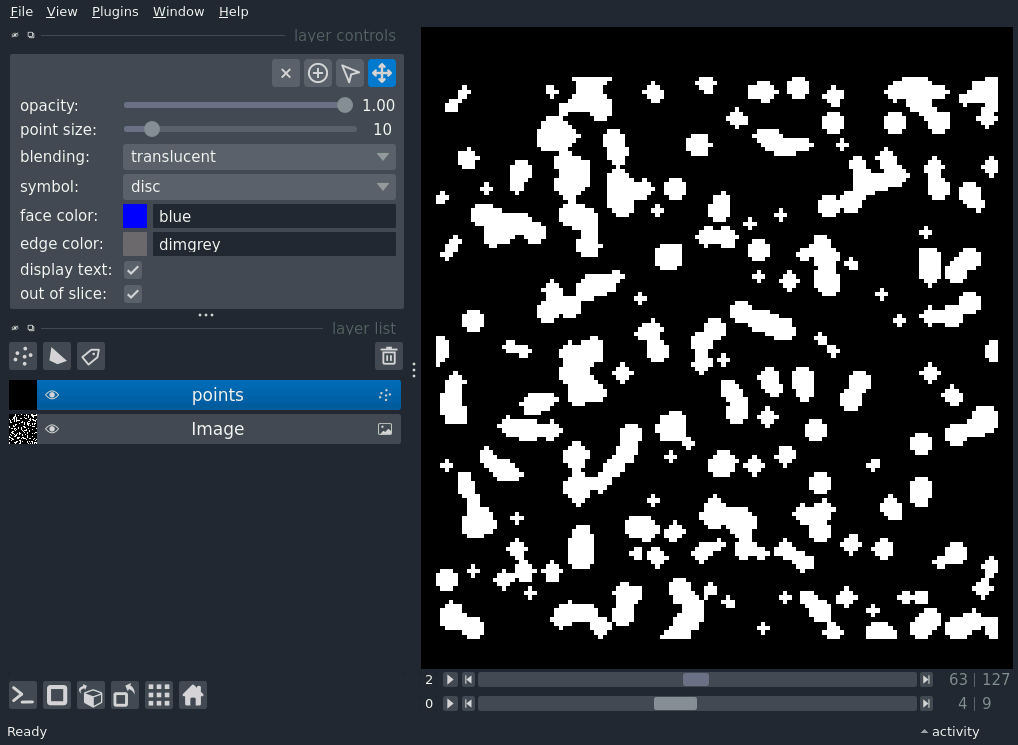 File View Plugins Window Help
layer controls
opacity: 1.00
point size: 10
blending: translucent
symbol: disc
face color: blue
edge color: dimgrey
display text:
out of slice:
layer list
points
Image
2 63 | 127
0 4 | 9
Ready activity